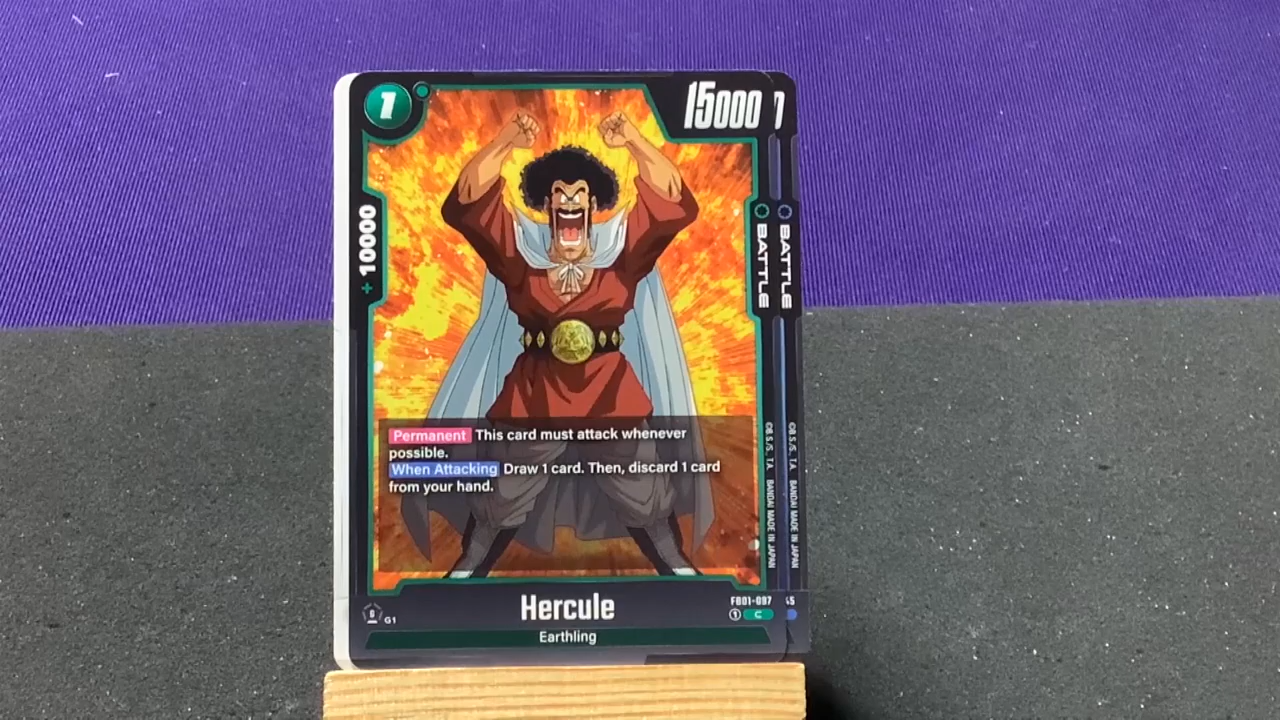 1
15000
+10000
BATTLE
BATTLE
Permanent This card must attack whenever
possible.
When Attacking Draw 1 card. Then, discard 1 card
from your hand.
©B.S./S., T.A. BANDAI MADE IN JAPAN
©B.S./S., T.A. BANDAI MADE IN JAPAN
Hercule
FB01-097
1 C
G1
Earthling